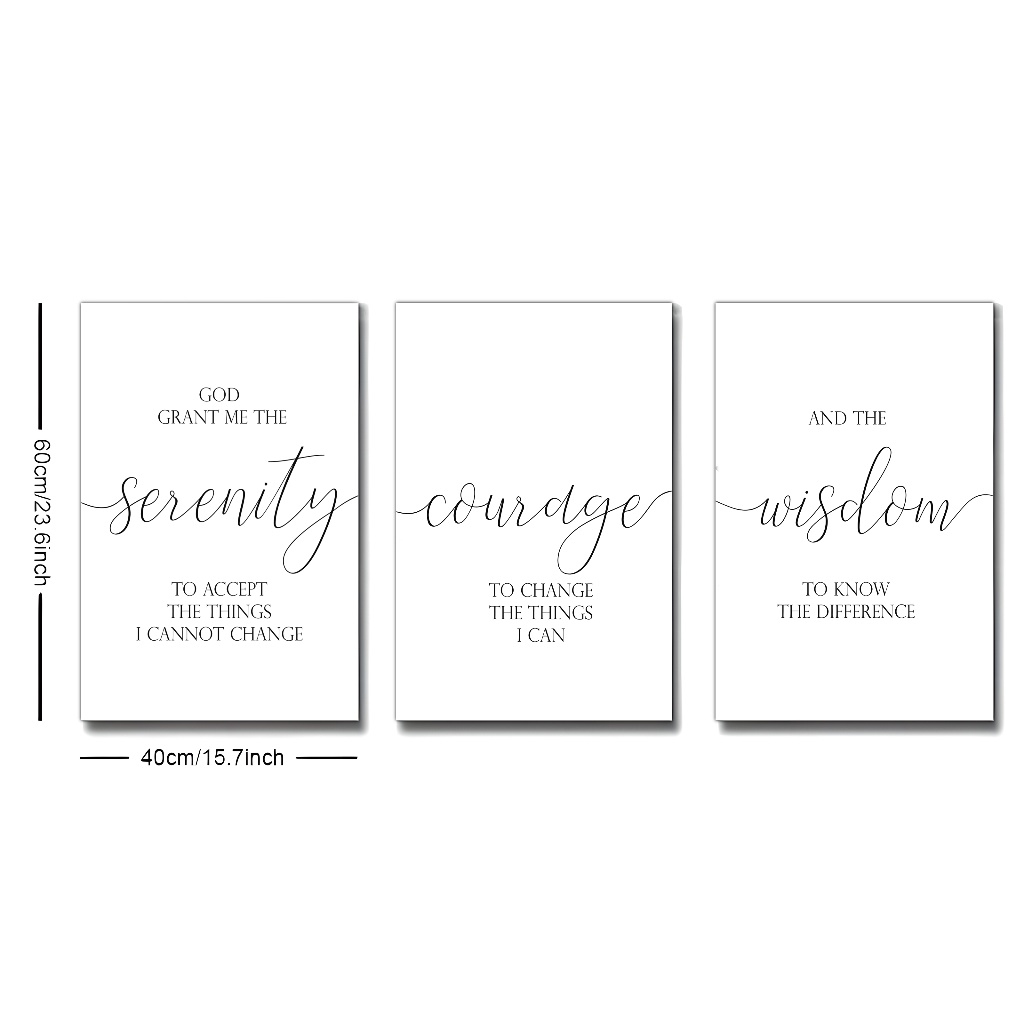 GOD
GRANT ME THE
serenity
TO ACCEPT
THE THINGS
I CANNOT CHANGE
courage
TO CHANGE
THE THINGS
I CAN
AND THE
wisdom
TO KNOW
THE DIFFERENCE
60cm/23.6inch
40cm/15.7inch